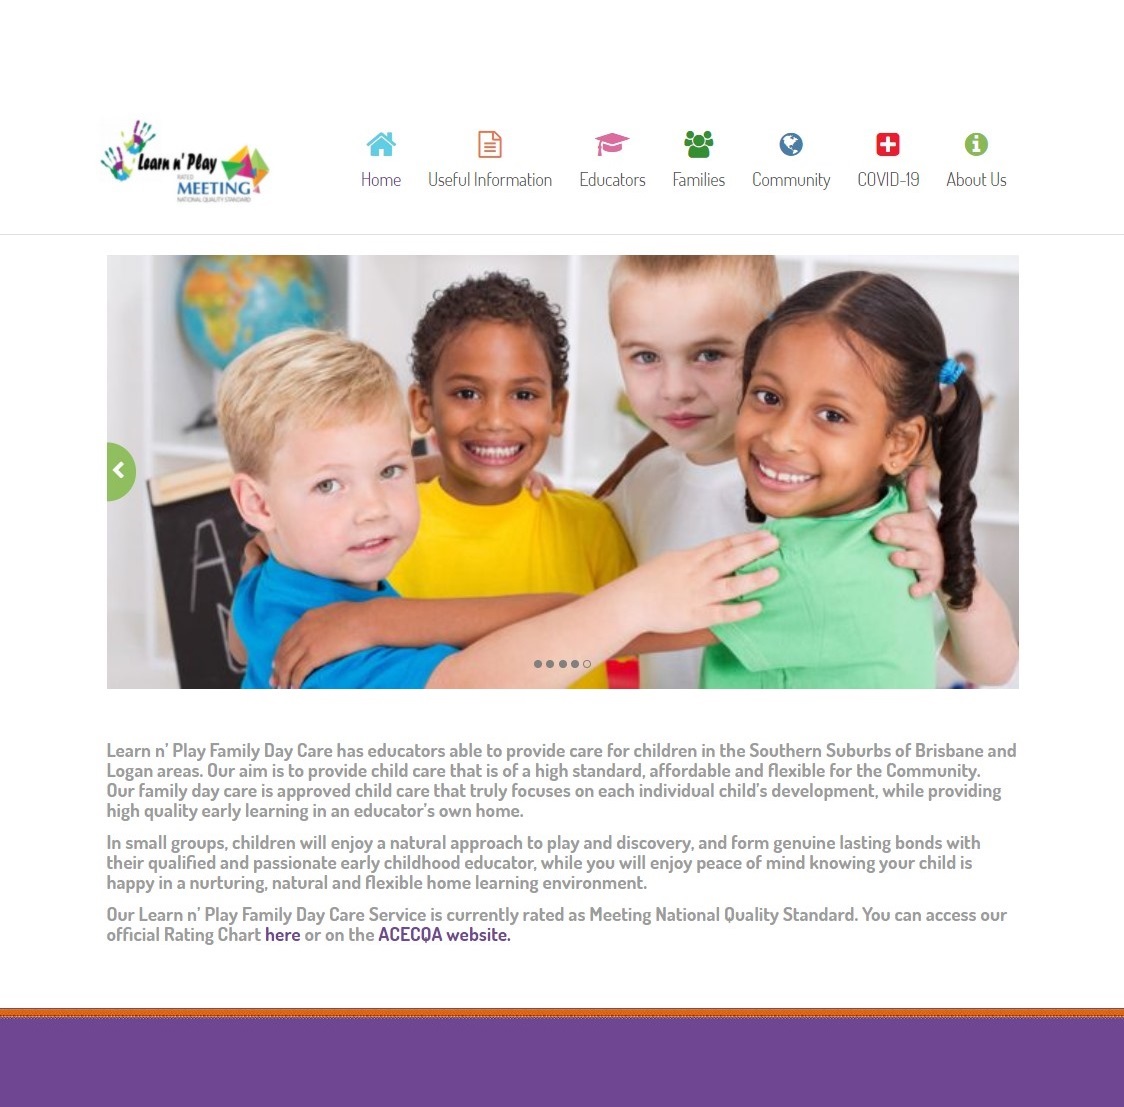 Learn n' Play
RATED
MEETING
NATIONAL QUALITY STANDARD
Home Useful Information Educators Families Community COVID-19 About Us
A
Learn n’ Play Family Day Care has educators able to provide care for children in the Southern Suburbs of Brisbane and
Logan areas. Our aim is to provide child care that is of a high standard, affordable and flexible for the Community.
Our family day care is approved child care that truly focuses on each individual child’s development, while providing
high quality early learning in an educator’s own home.
In small groups, children will enjoy a natural approach to play and discovery, and form genuine lasting bonds with
their qualified and passionate early childhood educator, while you will enjoy peace of mind knowing your child is
happy in a nurturing, natural and flexible home learning environment.
Our Learn n’ Play Family Day Care Service is currently rated as Meeting National Quality Standard. You can access our
official Rating Chart here or on the ACECQA website.